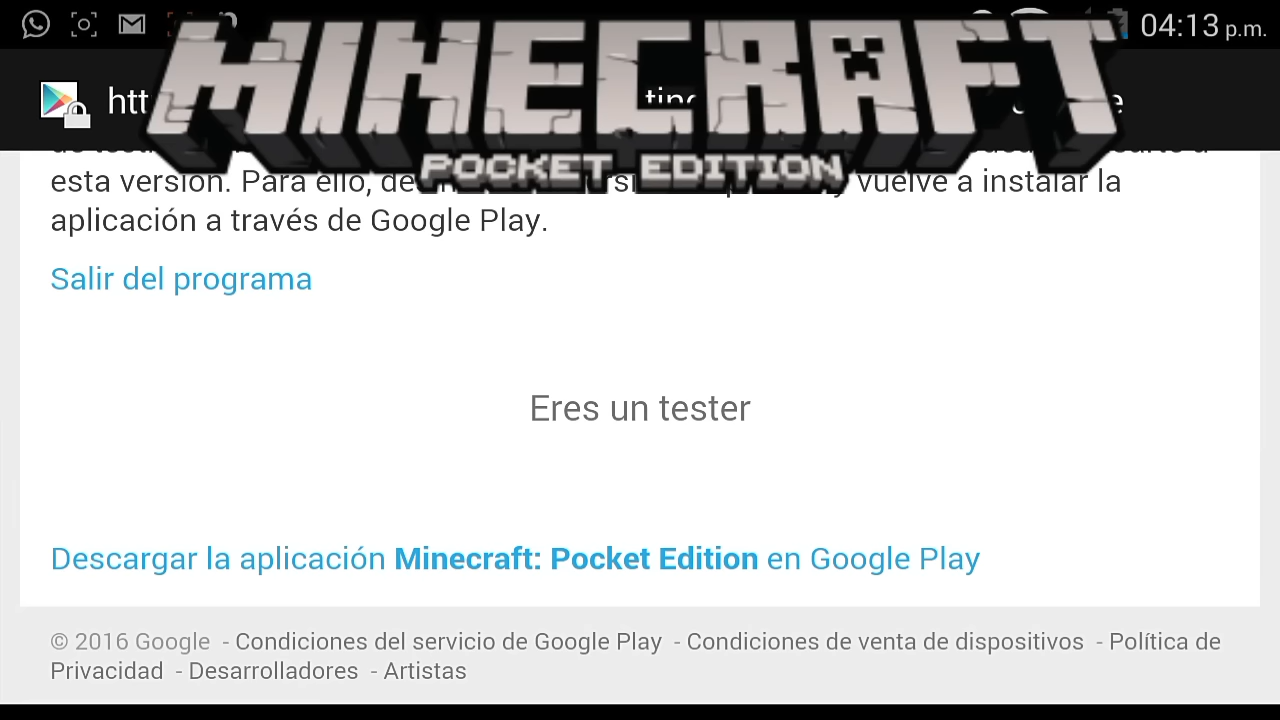 04:13 p.m.
MINECRAFT
POCKET EDITION
htt
esta versión. Para ello, vuelve a instalar la
aplicación a través de Google Play.
Salir del programa
Eres un tester
Descargar la aplicación Minecraft: Pocket Edition en Google Play
© 2016 Google - Condiciones del servicio de Google Play - Condiciones de venta de dispositivos - Política de
Privacidad - Desarrolladores - Artistas